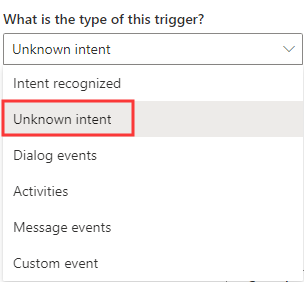 What is the type of this trigger?
Unknown intent
Intent recognized
Unknown intent
Dialog events
Activities
Message events
Custom event